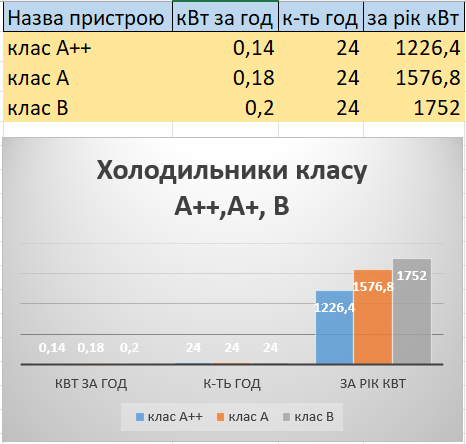 Назва пристрою кВт за год к-ть год за рік кВт
клас А++ 0,14 24 1226,4
клас А 0,18 24 1576,8
клас В 0,2 24 1752
Холодильники класу
А++,А+, В
1226,4 1576,8 1752
0,14 0,18 0,2 24 24 24
КВТ ЗА ГОД К-ТЬ ГОД ЗА РІК КВТ
клас А++ клас А клас В